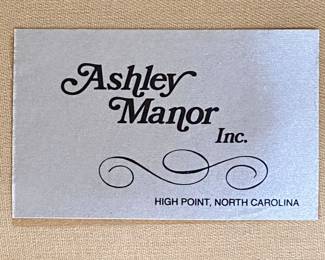 Ashley
Manor
Inc.
HIGH POINT, NORTH CAROLINA